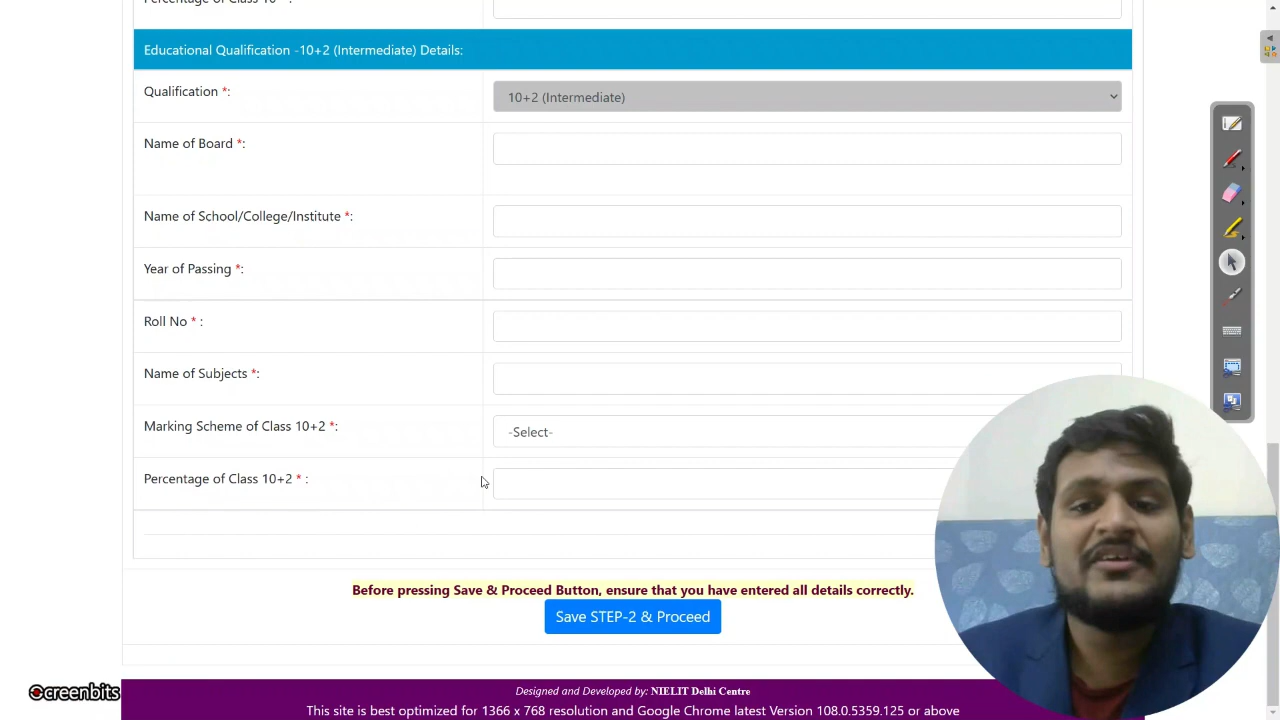 Percentage of Class 10 * :
Educational Qualification -10+2 (Intermediate) Details:
Qualification *:
10+2 (Intermediate)
Name of Board *:
Name of School/College/Institute *:
Year of Passing *:
Roll No * :
Name of Subjects *:
Marking Scheme of Class 10+2 *:
-Select-
Percentage of Class 10+2 * :
Before pressing Save & Proceed Button, ensure that you have entered all details correctly.
Save STEP-2 & Proceed
Screenbits
Designed and Developed by: NIELIT Delhi Centre
This site is best optimized for 1366 x 768 resolution and Google Chrome latest Version 108.0.5359.125 or above